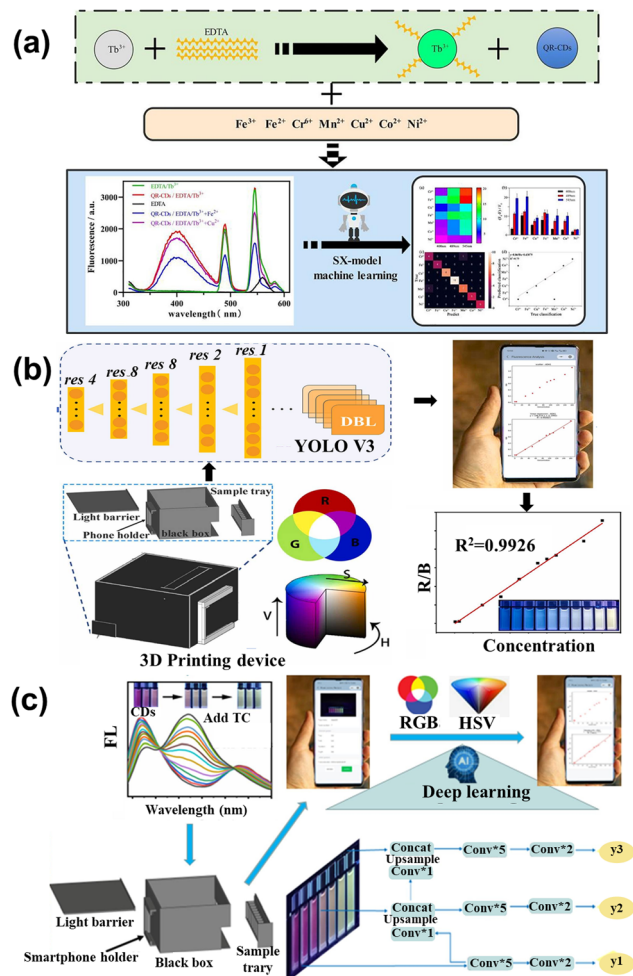 (a)
EDTA
Tb3+
Tb3+
QR-CDs
Fe3+ Fe2+ Cr6+ Mn2+ Cu2+ Co2+ Ni2+
EDTA/Tb3+
QR-CDs / EDTA/Tb3+
EDTA
QR-CDs / EDTA/Tb3+ +Fe2+
QR-CDs / EDTA/Tb3+ +Cu2+
Fluorescence / a.u.
3000
2000
1000
0
300 350 400 450 500 550 600
wavelength ( nm)
SX-model
machine learning
(a)
(b)
(c)
(d)
Predict
True classification
(b)
res 4
res 8
res 8
res 2
res 1
DBL
YOLO V3
Sample tray
Light barrier
Phone holder
black box
3D Printing device
R
G
B
S
V
H
R2=0.9926
R/B
Concentration
(c)
CDs
Add TC
FL
Wavelength (nm)
RGB
HSV
AI
Deep learning
Light barrier
Smartphone holder
Black box
Sample
trary
Concat
Upsample
Conv*1
Conv*5
Conv*2
y3
Concat
Upsample
Conv*1
Conv*5
Conv*2
y2
Conv*5
Conv*2
y1